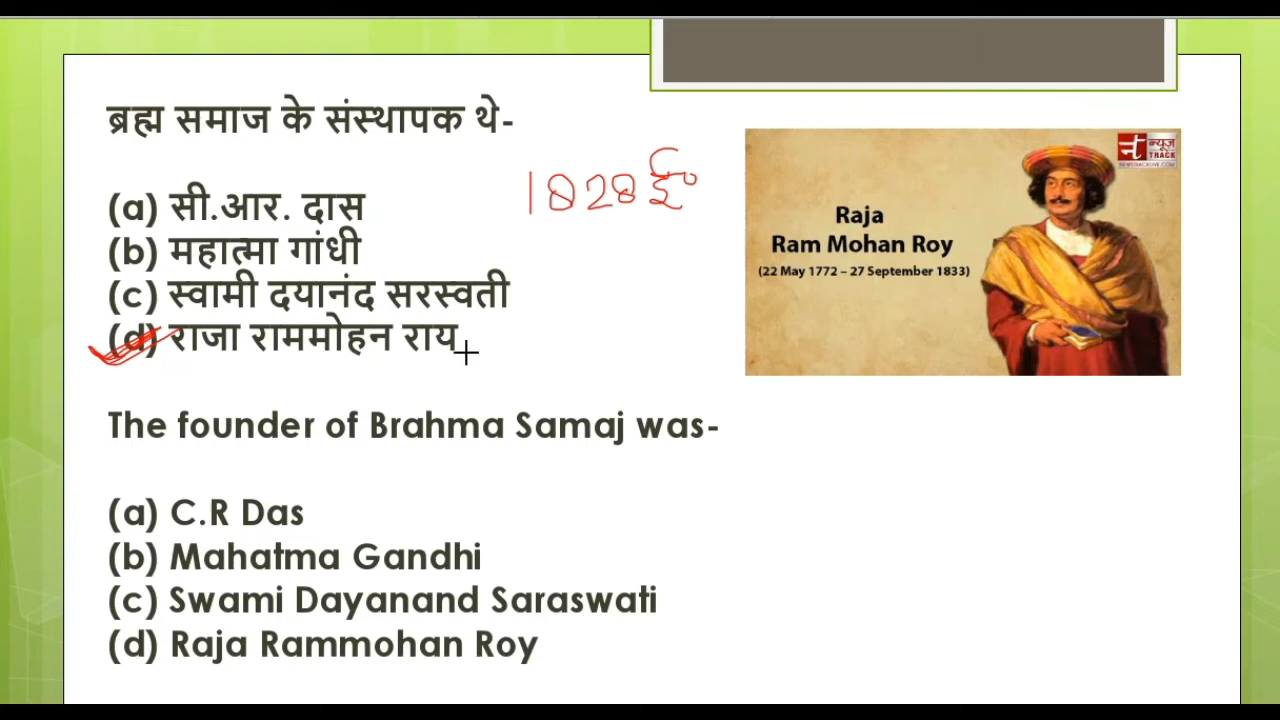 ब्रह्म समाज के संस्थापक थे-
1828 ई०
(a) सी.आर. दास
(b) महात्मा गांधी
(c) स्वामी दयानंद सरस्वती
(d) राजा राममोहन राय
न्यूज
TRACK
Raja
Ram Mohan Roy
(22 May 1772 – 27 September 1833)
The founder of Brahma Samaj was-
(a) C.R Das
(b) Mahatma Gandhi
(c) Swami Dayanand Saraswati
(d) Raja Rammohan Roy